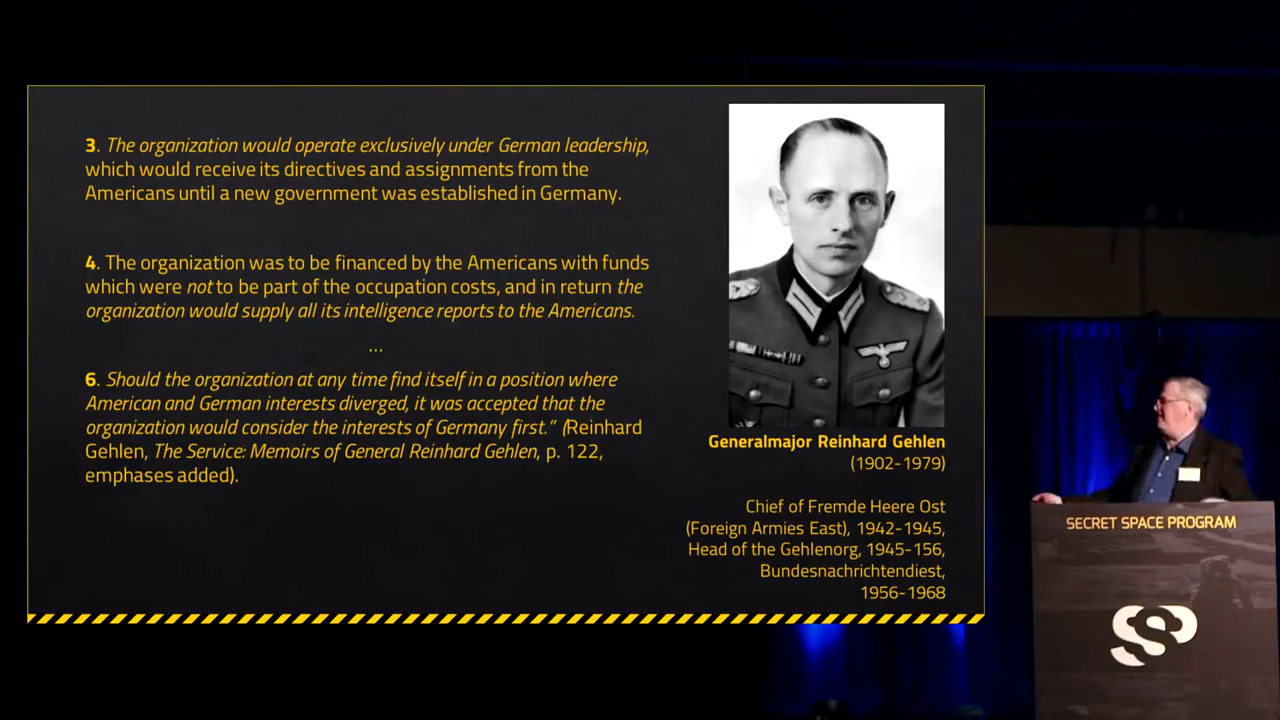 3. The organization would operate exclusively under German leadership,
which would receive its directives and assignments from the
Americans until a new government was established in Germany.
4. The organization was to be financed by the Americans with funds
which were not to be part of the occupation costs, and in return the
organization would supply all its intelligence reports to the Americans.
...
6. Should the organization at any time find itself in a position where
American and German interests diverged, it was accepted that the
organization would consider the interests of Germany first.” (Reinhard
Gehlen, The Service: Memoirs of General Reinhard Gehlen, p. 122,
emphases added).
Generalmajor Reinhard Gehlen
(1902-1979)
Chief of Fremde Heere Ost
(Foreign Armies East), 1942-1945,
Head of the Gehlenorg, 1945-156,
Bundesnachrichtendiest,
1956-1968
SECRET SPACE PROGRAM
SSP